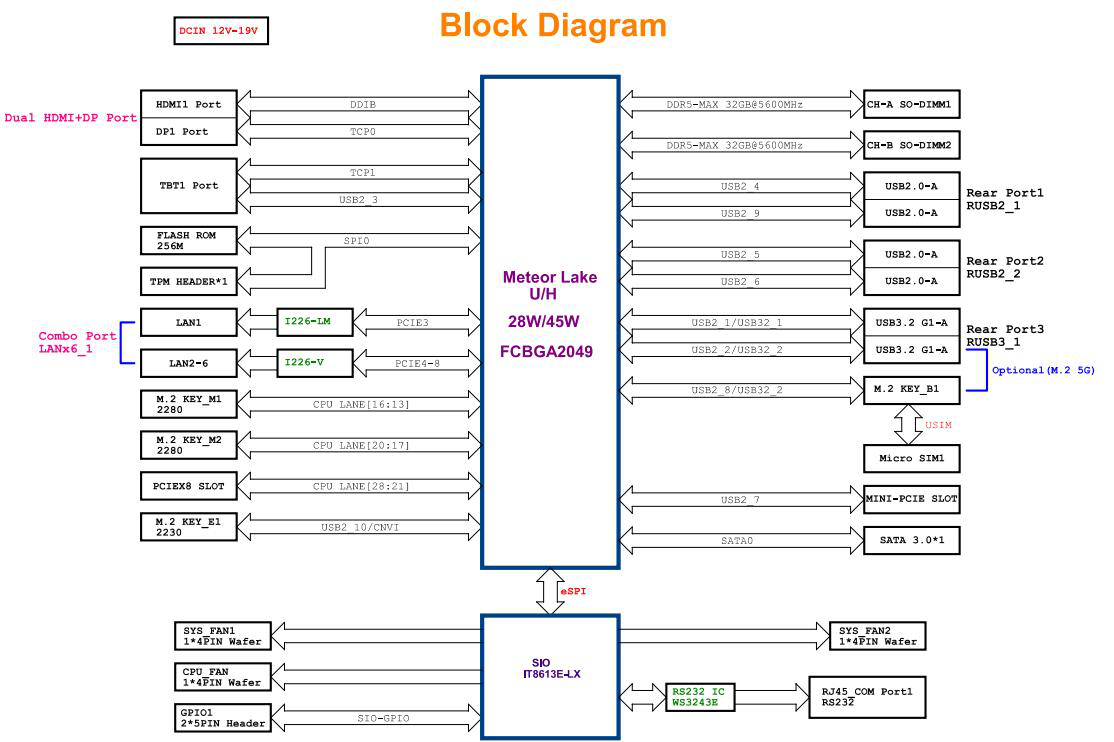 Block Diagram
DCIN 12V-19V
Dual HDMI+DP Port
HDMI1 Port
DDIB
DP1 Port
TCP0
TBT1 Port
TCP1
USB2_3
FLASH ROM
256M
SPI0
TPM HEADER*1
Combo Port
LANx6_1
LAN1
I226-LM
PCIE3
LAN2-6
I226-V
PCIE4-8
M.2 KEY_M1
2280
CPU LANE[16:13]
M.2 KEY_M2
2280
CPU LANE[20:17]
PCIEX8 SLOT
CPU LANE[28:21]
M.2 KEY_E1
2230
USB2_10/CNVI
Meteor Lake
U/H
28W/45W
FCBGA2049
DDR5-MAX 32GB@5600MHz
CH-A SO-DIMM1
DDR5-MAX 32GB@5600MHz
CH-B SO-DIMM2
USB2_4
USB2.0-A
USB2_9
USB2.0-A
Rear Port1
RUSB2_1
USB2_5
USB2.0-A
USB2_6
USB2.0-A
Rear Port2
RUSB2_2
USB2_1/USB32_1
USB3.2 G1-A
USB2_2/USB32_2
USB3.2 G1-A
Rear Port3
RUSB3_1
Optional(M.2 5G)
USB2_8/USB32_2
M.2 KEY_B1
USIM
Micro SIM1
USB2_7
MINI-PCIE SLOT
SATA0
SATA 3.0*1
eSPI
SYS_FAN1
1*4PIN Wafer
CPU_FAN
1*4PIN Wafer
GPIO1
2*5PIN Header
SIO-GPIO
SIO
IT8613E-LX
SYS_FAN2
1*4PIN Wafer
RS232 IC
WS3243E
RJ45_COM Port1
RS232